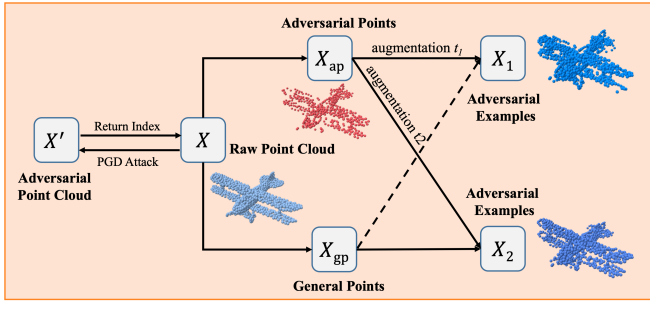 Adversarial Points
X_ap
augmentation t_1
X_1
Adversarial
Examples
augmentation t2
X′
Return Index
PGD Attack
X
Raw Point Cloud
Adversarial
Point Cloud
Adversarial
Examples
X_gp
X_2
General Points